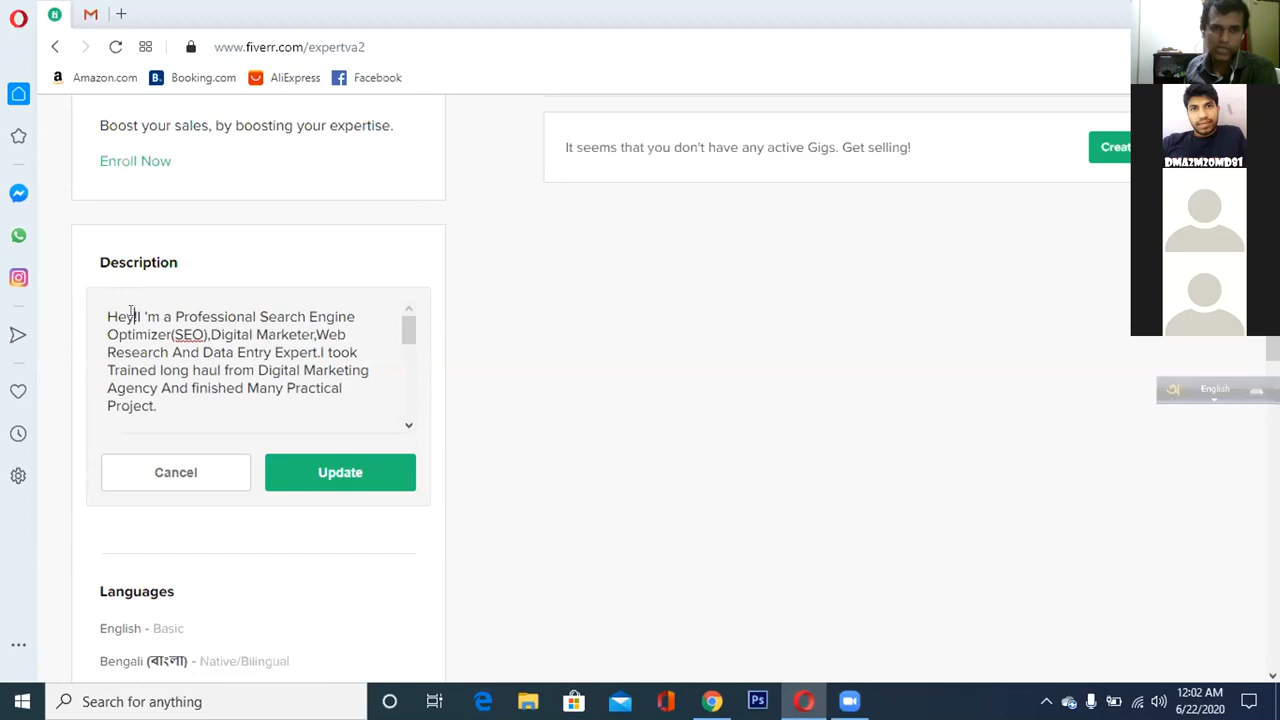 www.fiverr.com/expertva2
Amazon.com
Booking.com
AliExpress
Facebook
Boost your sales, by boosting your expertise.
Enroll Now
It seems that you don't have any active Gigs. Get selling!
Creat
Description
Hey!I 'm a Professional Search Engine
Optimizer(SEO),Digital Marketer,Web
Research And Data Entry Expert.I took
Trained long haul from Digital Marketing
Agency And finished Many Practical
Project.
Cancel
Update
Languages
English - Basic
Bengali (বাংলা) - Native/Bilingual
DMA2M20MD81
অ English
Search for anything
12:02 AM
6/22/2020